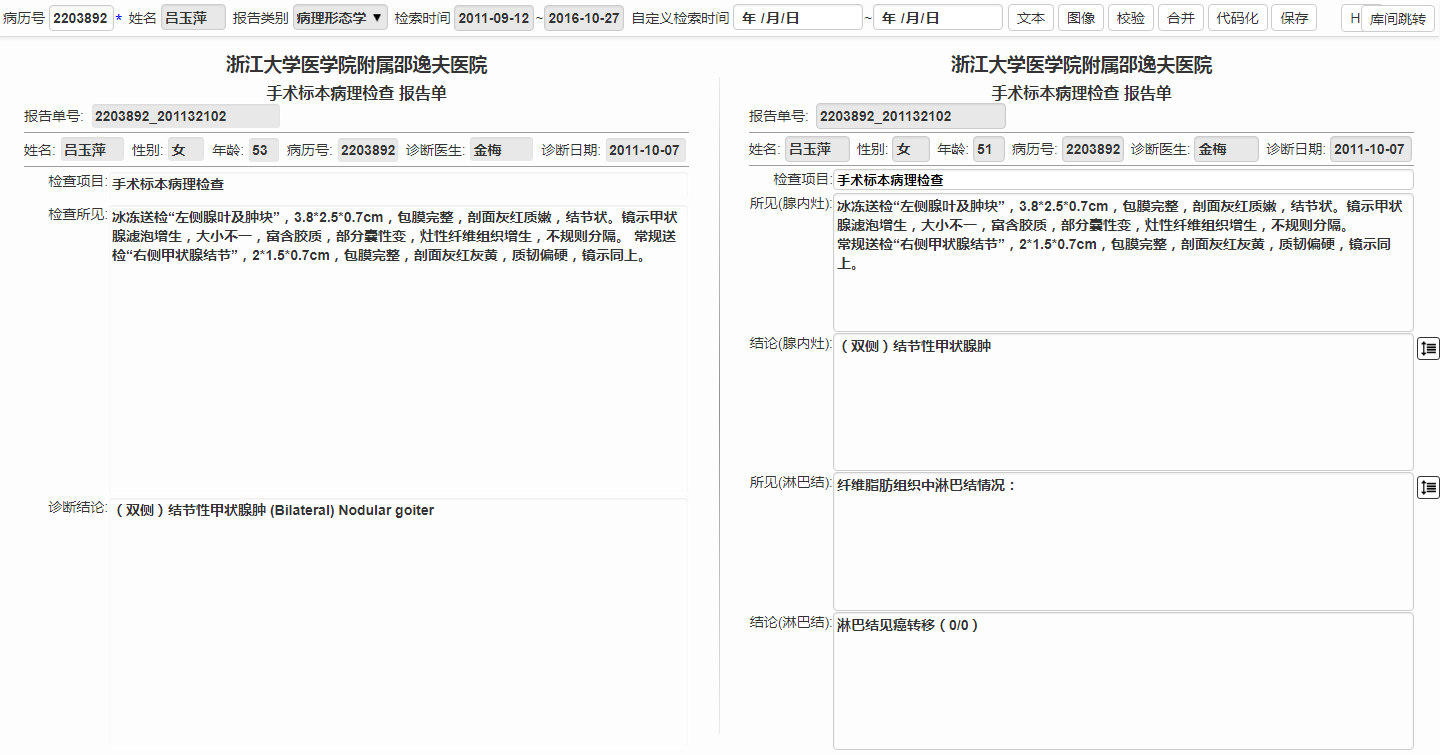 病历号 2203892 * 姓名 吕玉萍 报告类别 病理形态学 ▼ 检索时间 2011-09-12 ~ 2016-10-27 自定义检索时间 年 /月/日 ~ 年 /月/日 文本 图像 校验 合并 代码化 保存 H 库间跳转
浙江大学医学院附属邵逸夫医院
手术标本病理检查 报告单
报告单号: 2203892_201132102
姓名: 吕玉萍 性别: 女 年龄: 53 病历号: 2203892 诊断医生: 金梅 诊断日期: 2011-10-07
检查项目: 手术标本病理检查
检查所见: 冰冻送检“左侧腺叶及肿块”，3.8*2.5*0.7cm，包膜完整，剖面灰红质嫩，结节状。镜示甲状
腺滤泡增生，大小不一，富含胶质，部分囊性变，灶性纤维组织增生，不规则分隔。 常规送
检“右侧甲状腺结节”，2*1.5*0.7cm，包膜完整，剖面灰红灰黄，质韧偏硬，镜示同上。
诊断结论: （双侧）结节性甲状腺肿 (Bilateral) Nodular goiter
浙江大学医学院附属邵逸夫医院
手术标本病理检查 报告单
报告单号: 2203892_201132102
姓名: 吕玉萍 性别: 女 年龄: 51 病历号: 2203892 诊断医生: 金梅 诊断日期: 2011-10-07
检查项目: 手术标本病理检查
所见(腺内灶): 冰冻送检“左侧腺叶及肿块”，3.8*2.5*0.7cm，包膜完整，剖面灰红质嫩，结节状。镜示甲状
腺滤泡增生，大小不一，富含胶质，部分囊性变，灶性纤维组织增生，不规则分隔。
常规送检“右侧甲状腺结节”，2*1.5*0.7cm，包膜完整，剖面灰红灰黄，质韧偏硬，镜示同
上。
结论(腺内灶): （双侧）结节性甲状腺肿
所见(淋巴结): 纤维脂肪组织中淋巴结情况：
结论(淋巴结): 淋巴结见癌转移（0/0）